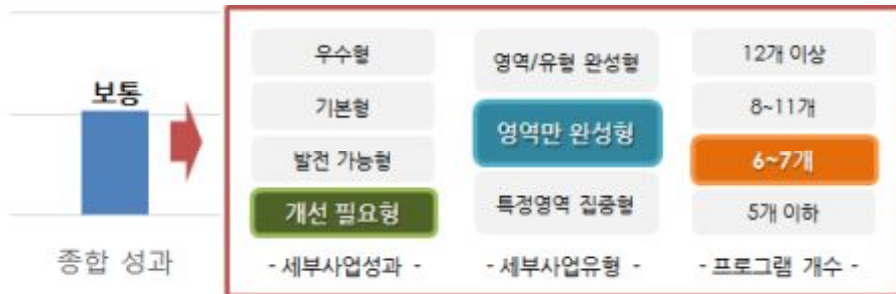 보통
종합 성과
우수형
기본형
발전 가능형
개선 필요형
- 세부사업성과 -
영역/유형 완성형
영역만 완성형
특정영역 집중형
- 세부사업유형 -
12개 이상
8~11개
6~7개
5개 이하
- 프로그램 개수 -